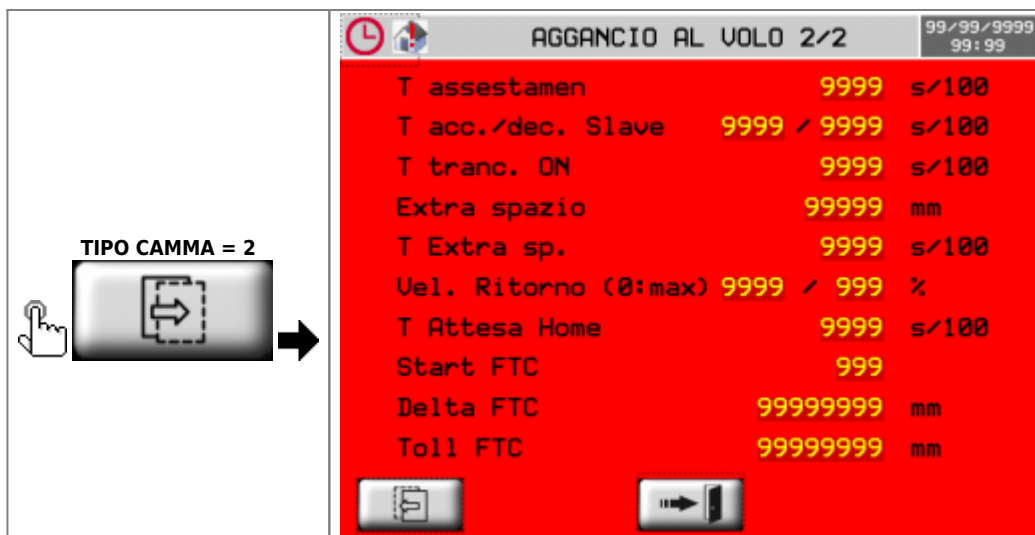 TIPO CAMMA = 2
AGGANCIO AL VOLO 2/2
99/99/9999
99:99
T assestamen 9999 s/100
T acc./dec. Slave 9999 / 9999 s/100
T tranc. ON 9999 s/100
Extra spazio 99999 mm
T Extra sp. 9999 s/100
Vel. Ritorno (0:max) 9999 / 999 %
T Attesa Home 9999 s/100
Start FTC 999
Delta FTC 99999999 mm
Toll FTC 99999999 mm